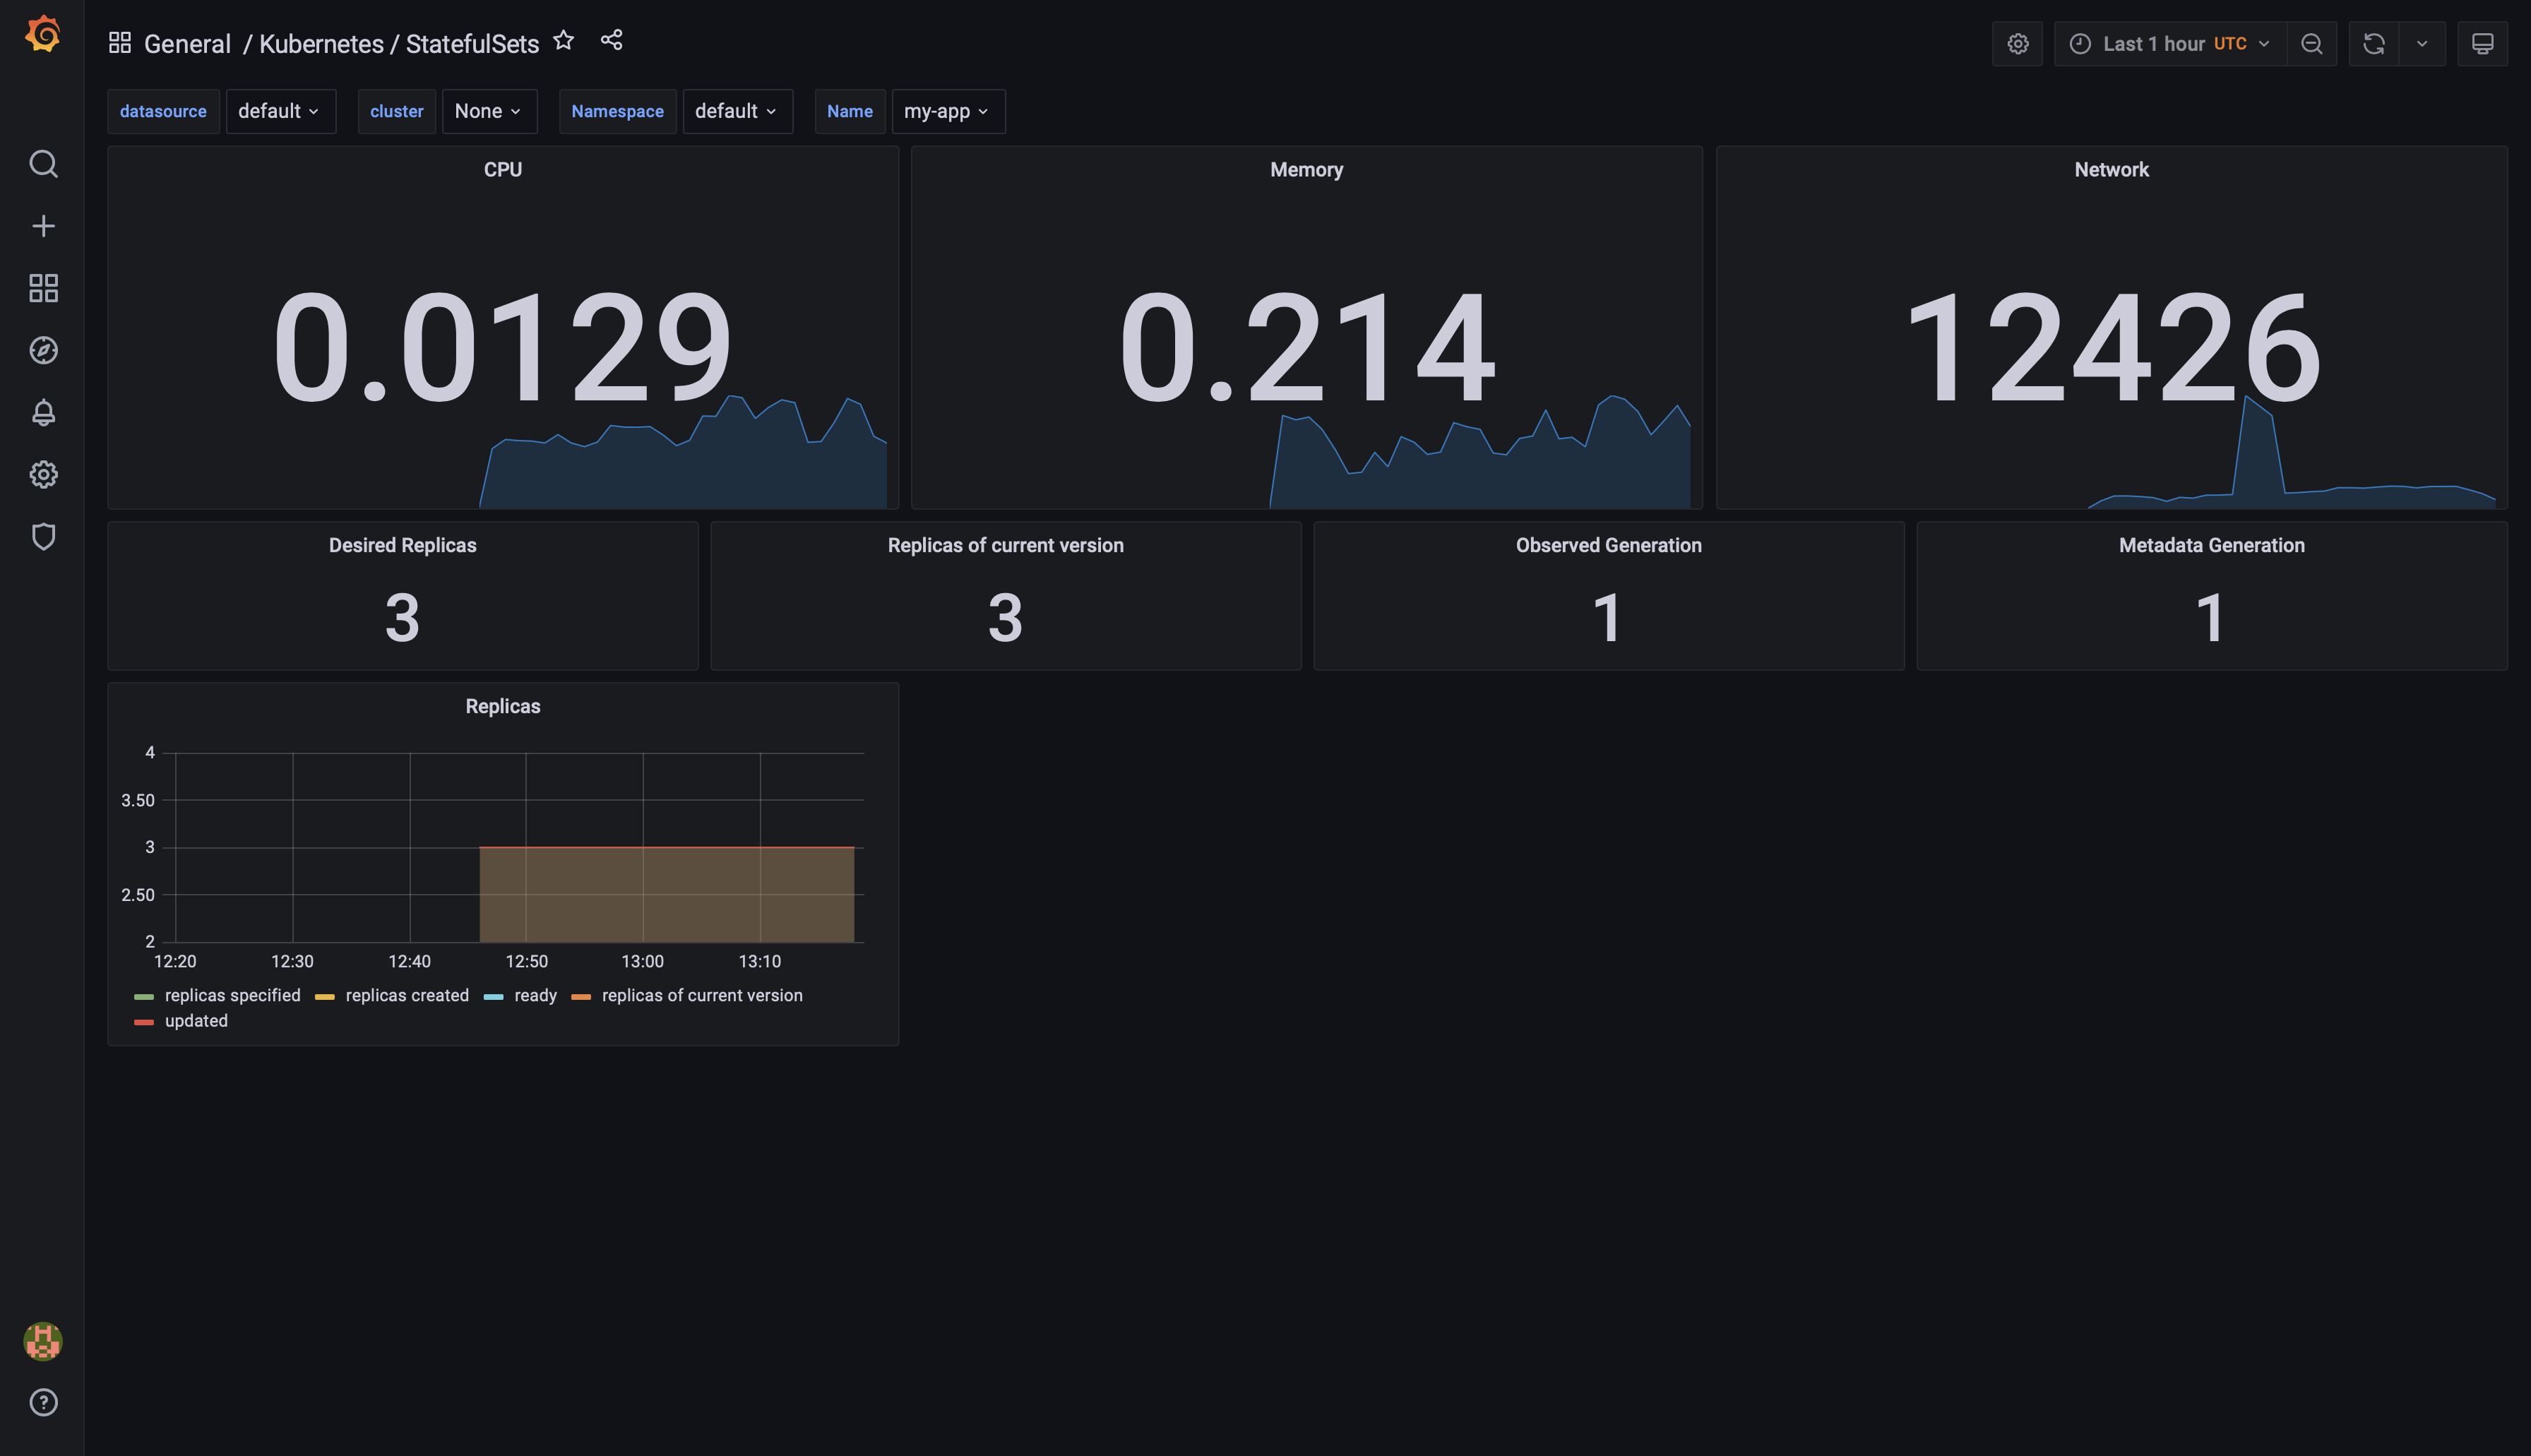 General / Kubernetes / StatefulSets
Last 1 hour UTC
datasource default cluster None Namespace default Name my-app
CPU
0.0129
Memory
0.214
Network
12426
Desired Replicas
3
Replicas of current version
3
Observed Generation
1
Metadata Generation
1
Replicas
4
3.50
3
2.50
2
12:20 12:30 12:40 12:50 13:00 13:10
replicas specified replicas created ready replicas of current version
updated